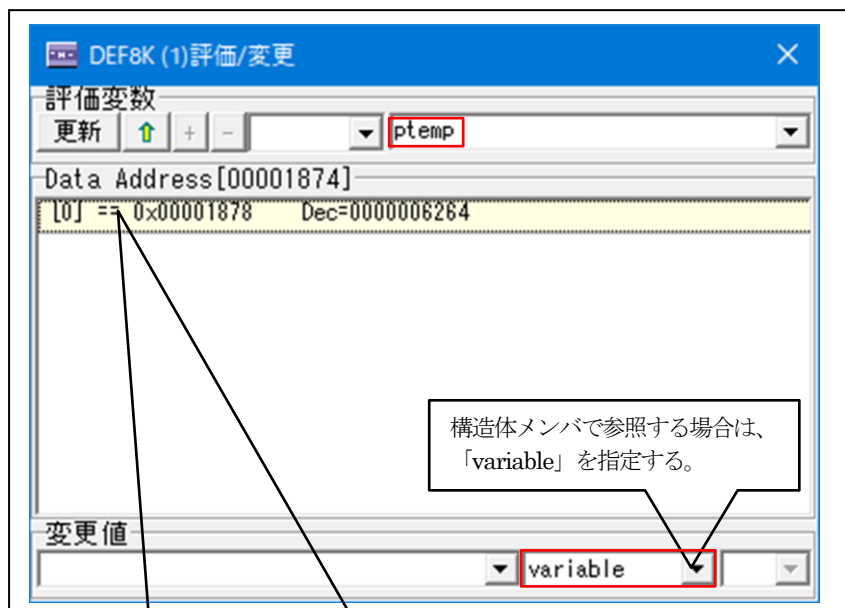 DEF8K (1)評価/変更
評価変数
更新 + - ptemp
Data Address[00001874]
[0] == 0x00001878 Dec=0000006264
構造体メンバで参照する場合は、
「variable」を指定する。
変更値
variable